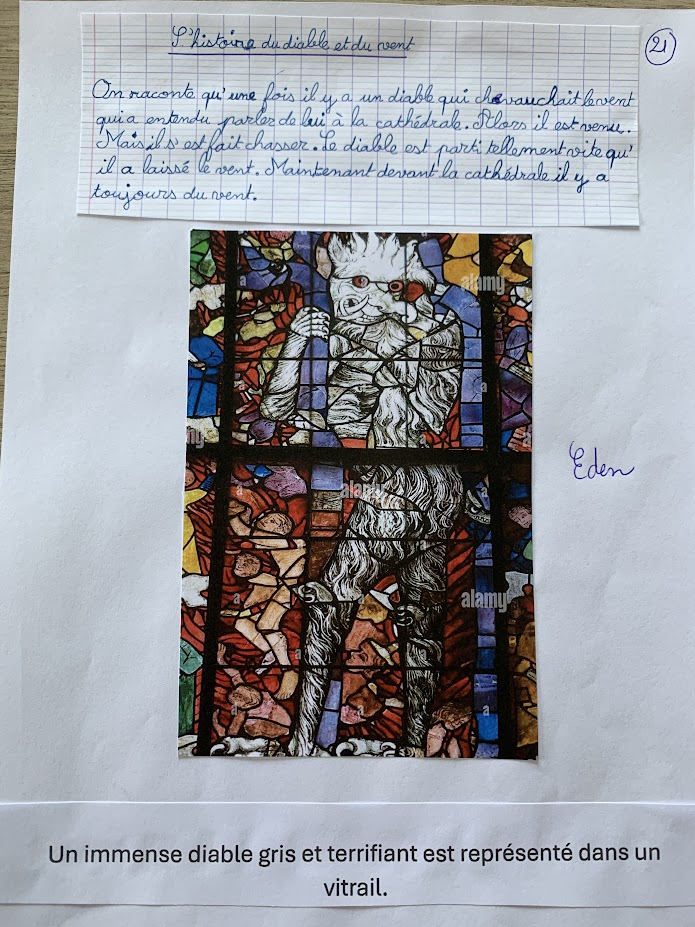 L'histoire du diable et du vent
21
On raconte qu'une fois il y a un diable qui chevauchait le vent
qui a entendu parler de lui à la cathédrale. Alors il est venu.
Mais il s'est fait chasser. Le diable est parti tellement vite qu'
il a laissé le vent. Maintenant devant la cathédrale il y a
toujours du vent.
alamy
a
a
alamy
Eden
alamy
a
a
a
a
Un immense diable gris et terrifiant est représenté dans un
vitrail.